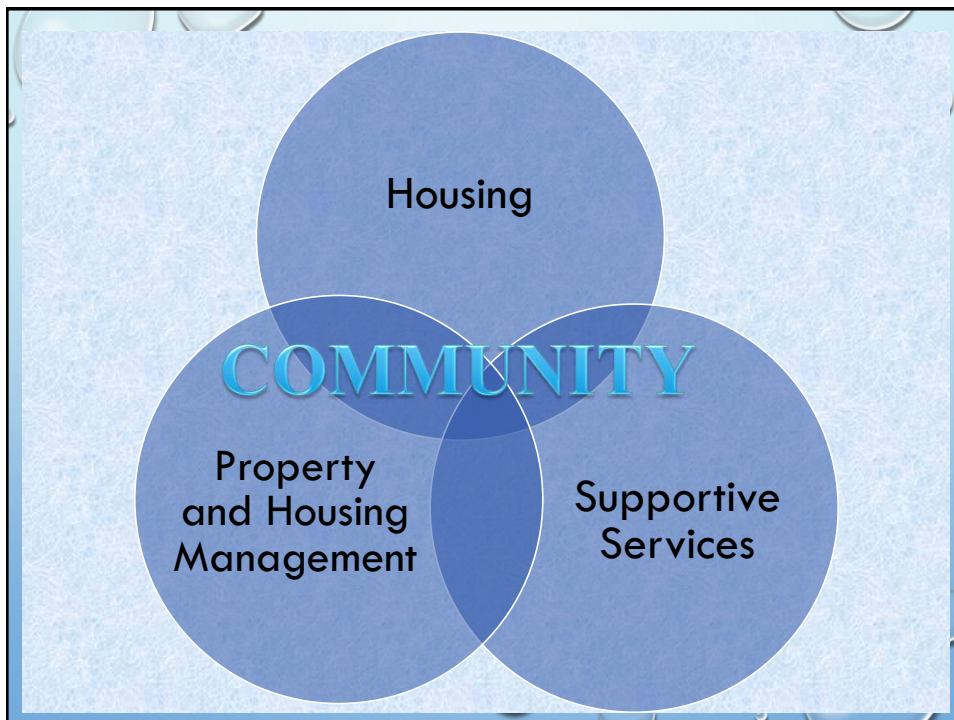 Housing
COMMUNITY
Property
and Housing
Management
Supportive
Services